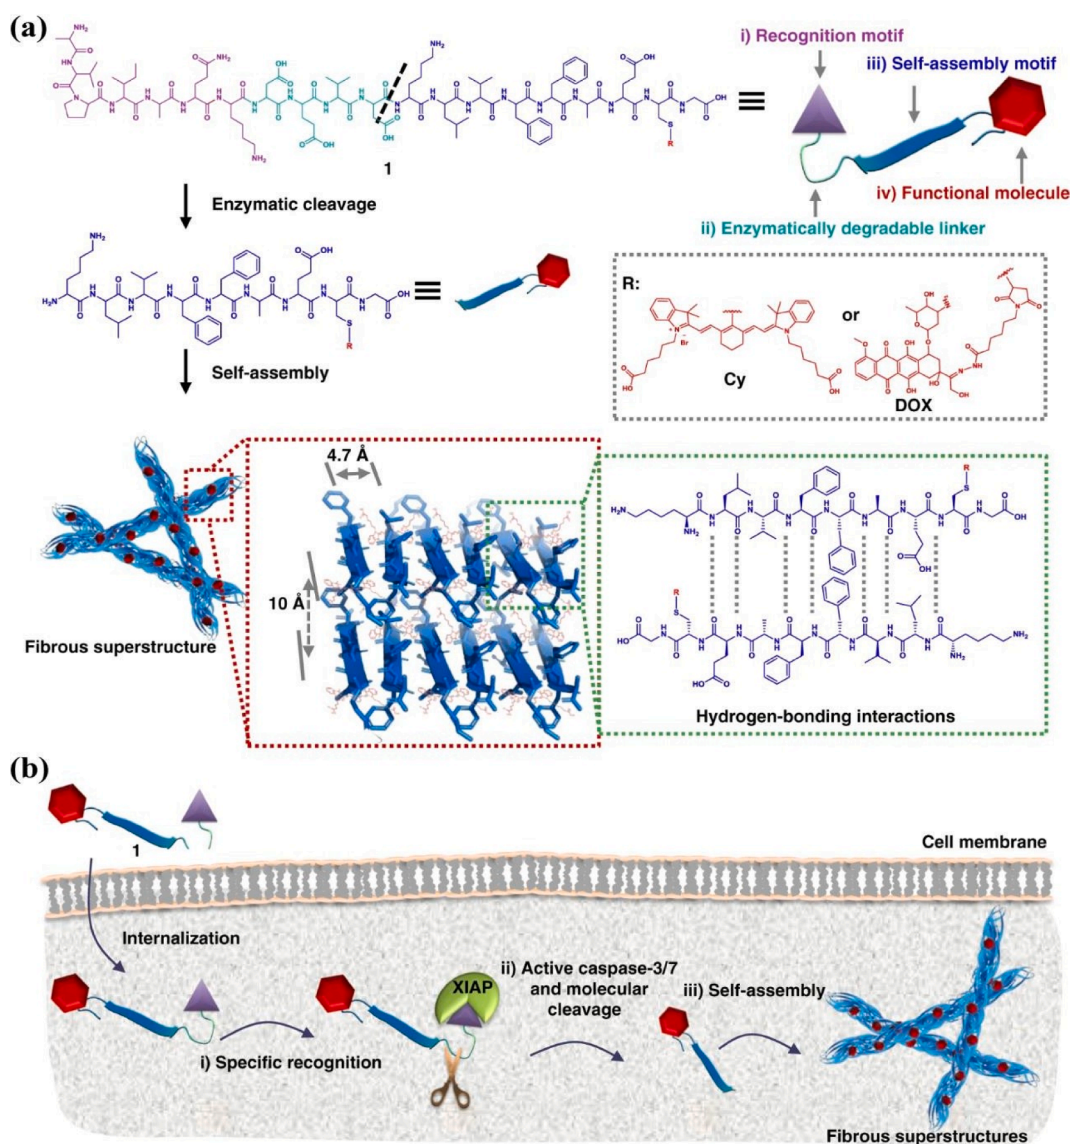 (a)
i) Recognition motif
iii) Self-assembly motif
iv) Functional molecule
ii) Enzymatically degradable linker
1
R
Enzymatic cleavage
R
Self-assembly
R:
Cy
or
DOX
4.7 Å
10 Å
Fibrous superstructure
R
R
Hydrogen-bonding interactions
(b)
1
Cell membrane
Internalization
XIAP
ii) Active caspase-3/7
and molecular
cleavage
iii) Self-assembly
i) Specific recognition
Fibrous superstructures